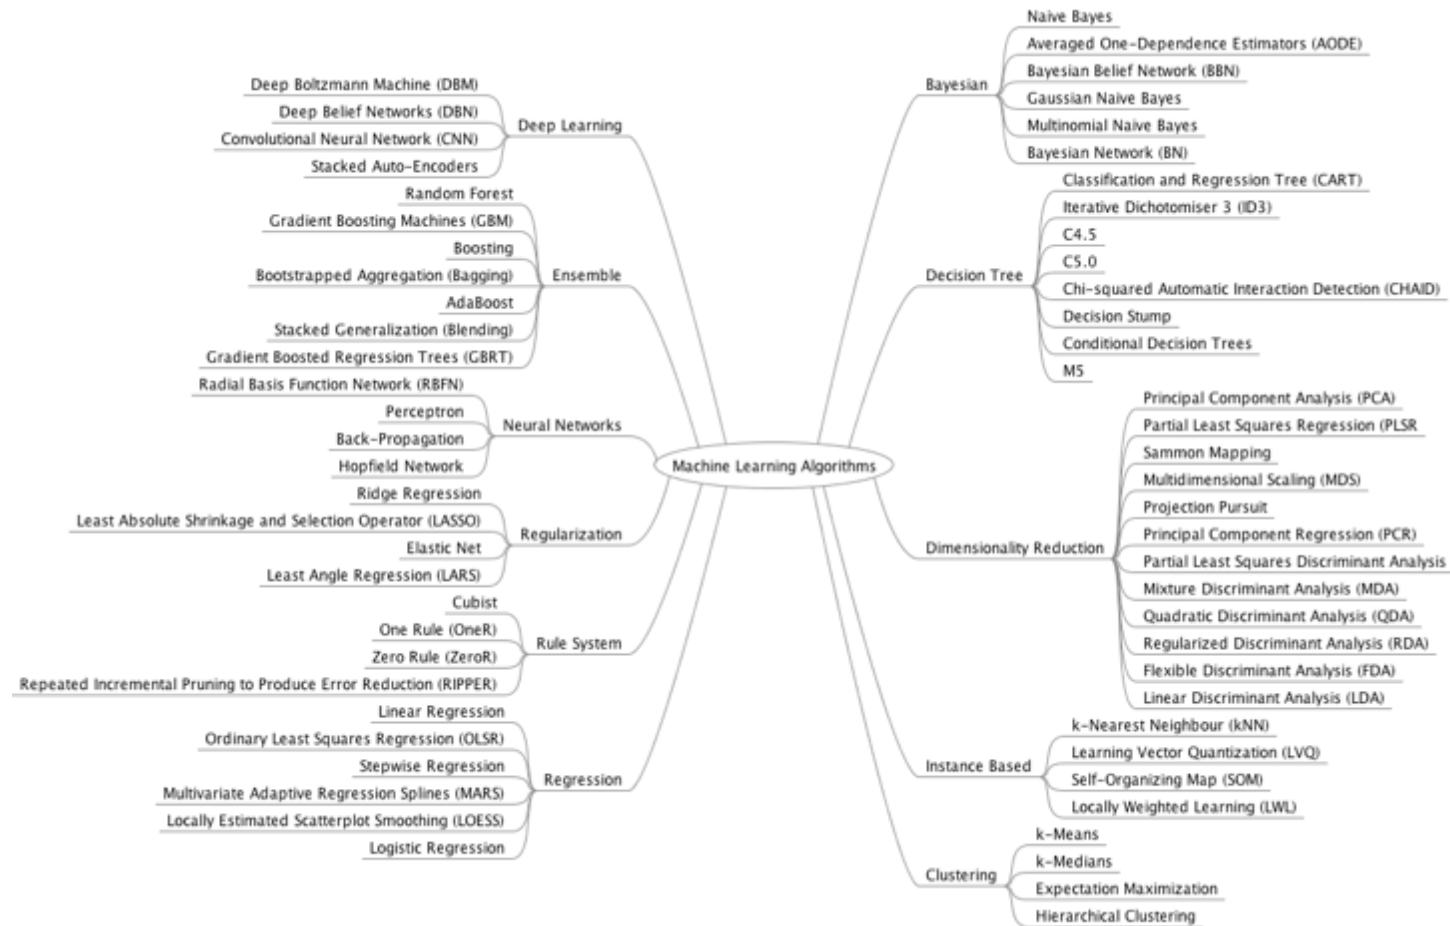 Machine Learning Algorithms
Deep Learning
Deep Boltzmann Machine (DBM)
Deep Belief Networks (DBN)
Convolutional Neural Network (CNN)
Stacked Auto-Encoders
Ensemble
Random Forest
Gradient Boosting Machines (GBM)
Boosting
Bootstrapped Aggregation (Bagging)
AdaBoost
Stacked Generalization (Blending)
Gradient Boosted Regression Trees (GBRT)
Neural Networks
Radial Basis Function Network (RBFN)
Perceptron
Back-Propagation
Hopfield Network
Regularization
Ridge Regression
Least Absolute Shrinkage and Selection Operator (LASSO)
Elastic Net
Least Angle Regression (LARS)
Rule System
Cubist
One Rule (OneR)
Zero Rule (ZeroR)
Repeated Incremental Pruning to Produce Error Reduction (RIPPER)
Regression
Linear Regression
Ordinary Least Squares Regression (OLSR)
Stepwise Regression
Multivariate Adaptive Regression Splines (MARS)
Locally Estimated Scatterplot Smoothing (LOESS)
Logistic Regression
Bayesian
Naive Bayes
Averaged One-Dependence Estimators (AODE)
Bayesian Belief Network (BBN)
Gaussian Naive Bayes
Multinomial Naive Bayes
Bayesian Network (BN)
Decision Tree
Classification and Regression Tree (CART)
Iterative Dichotomiser 3 (ID3)
C4.5
C5.0
Chi-squared Automatic Interaction Detection (CHAID)
Decision Stump
Conditional Decision Trees
M5
Dimensionality Reduction
Principal Component Analysis (PCA)
Partial Least Squares Regression (PLSR
Sammon Mapping
Multidimensional Scaling (MDS)
Projection Pursuit
Principal Component Regression (PCR)
Partial Least Squares Discriminant Analysis
Mixture Discriminant Analysis (MDA)
Quadratic Discriminant Analysis (QDA)
Regularized Discriminant Analysis (RDA)
Flexible Discriminant Analysis (FDA)
Linear Discriminant Analysis (LDA)
Instance Based
k-Nearest Neighbour (kNN)
Learning Vector Quantization (LVQ)
Self-Organizing Map (SOM)
Locally Weighted Learning (LWL)
Clustering
k-Means
k-Medians
Expectation Maximization
Hierarchical Clustering